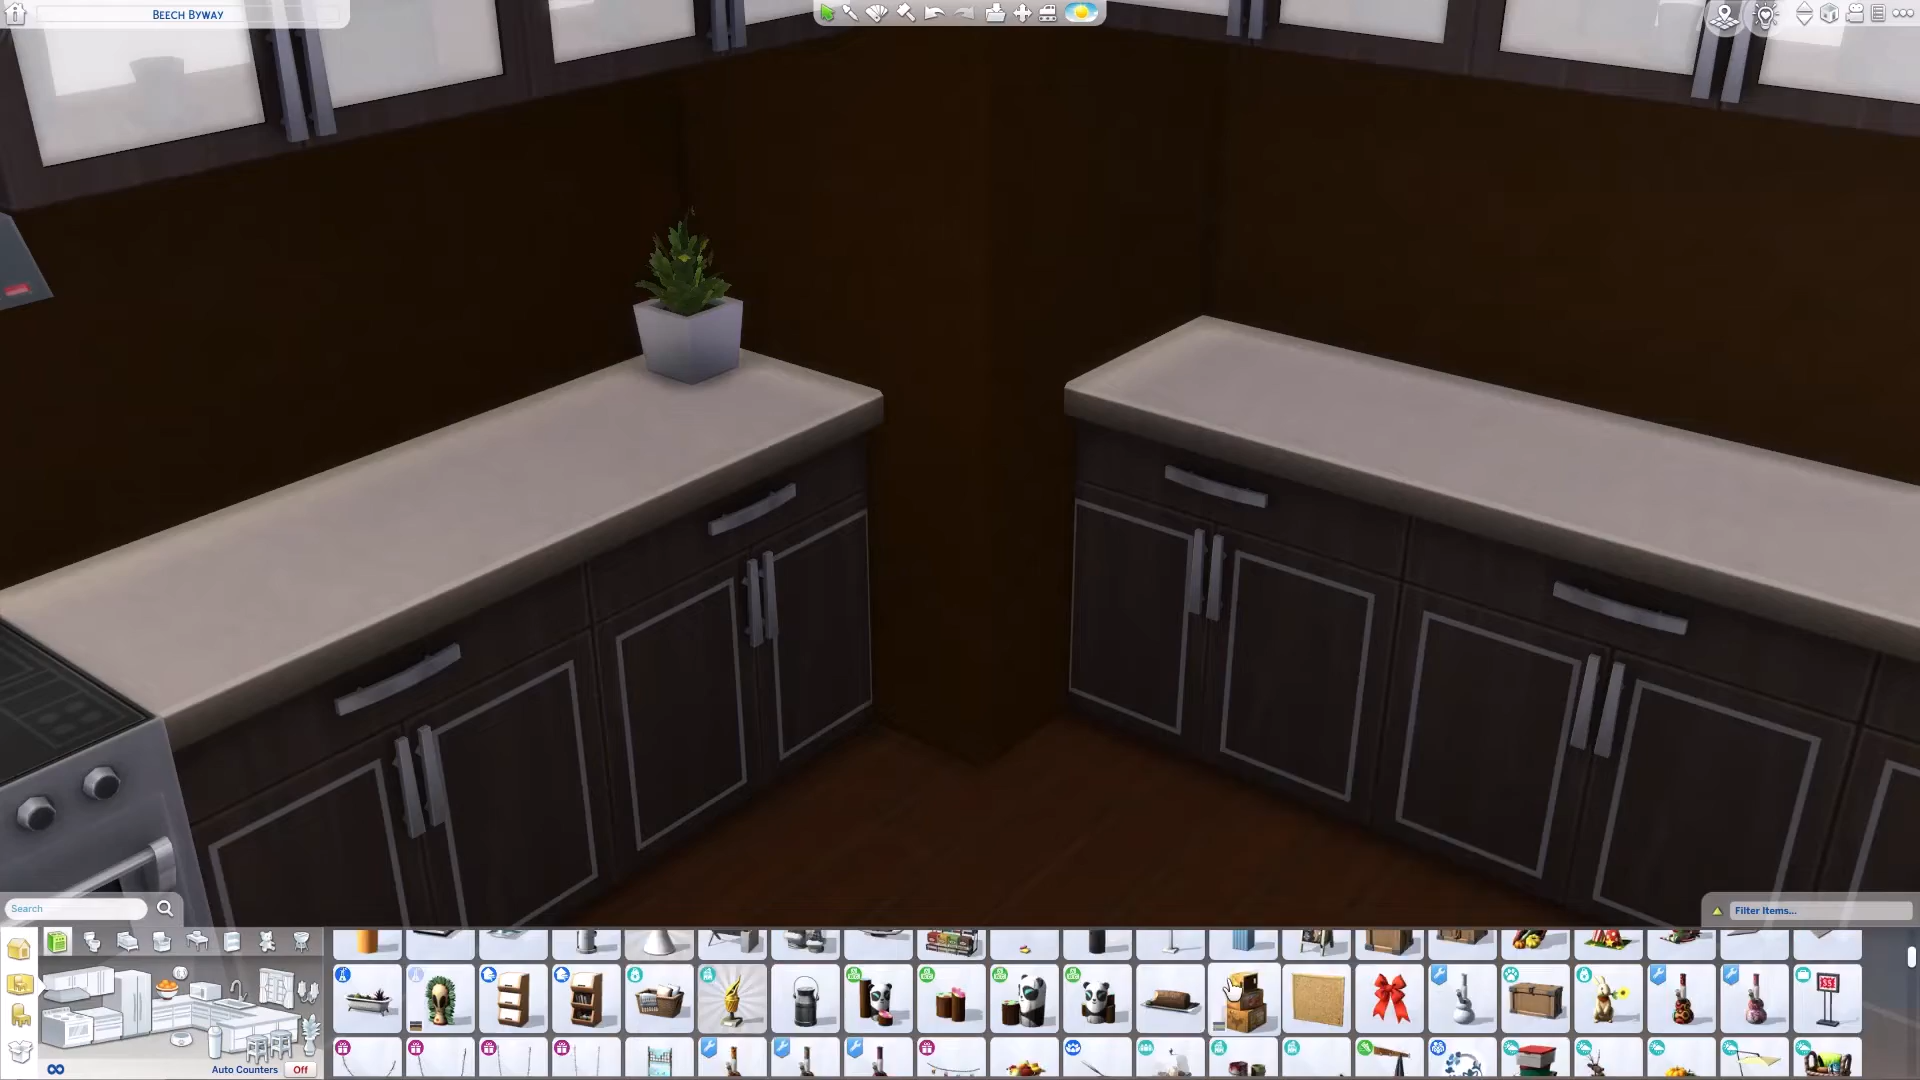 BEECH BYWAY
Search
Filter Items...
$$$
Auto Counters
Off